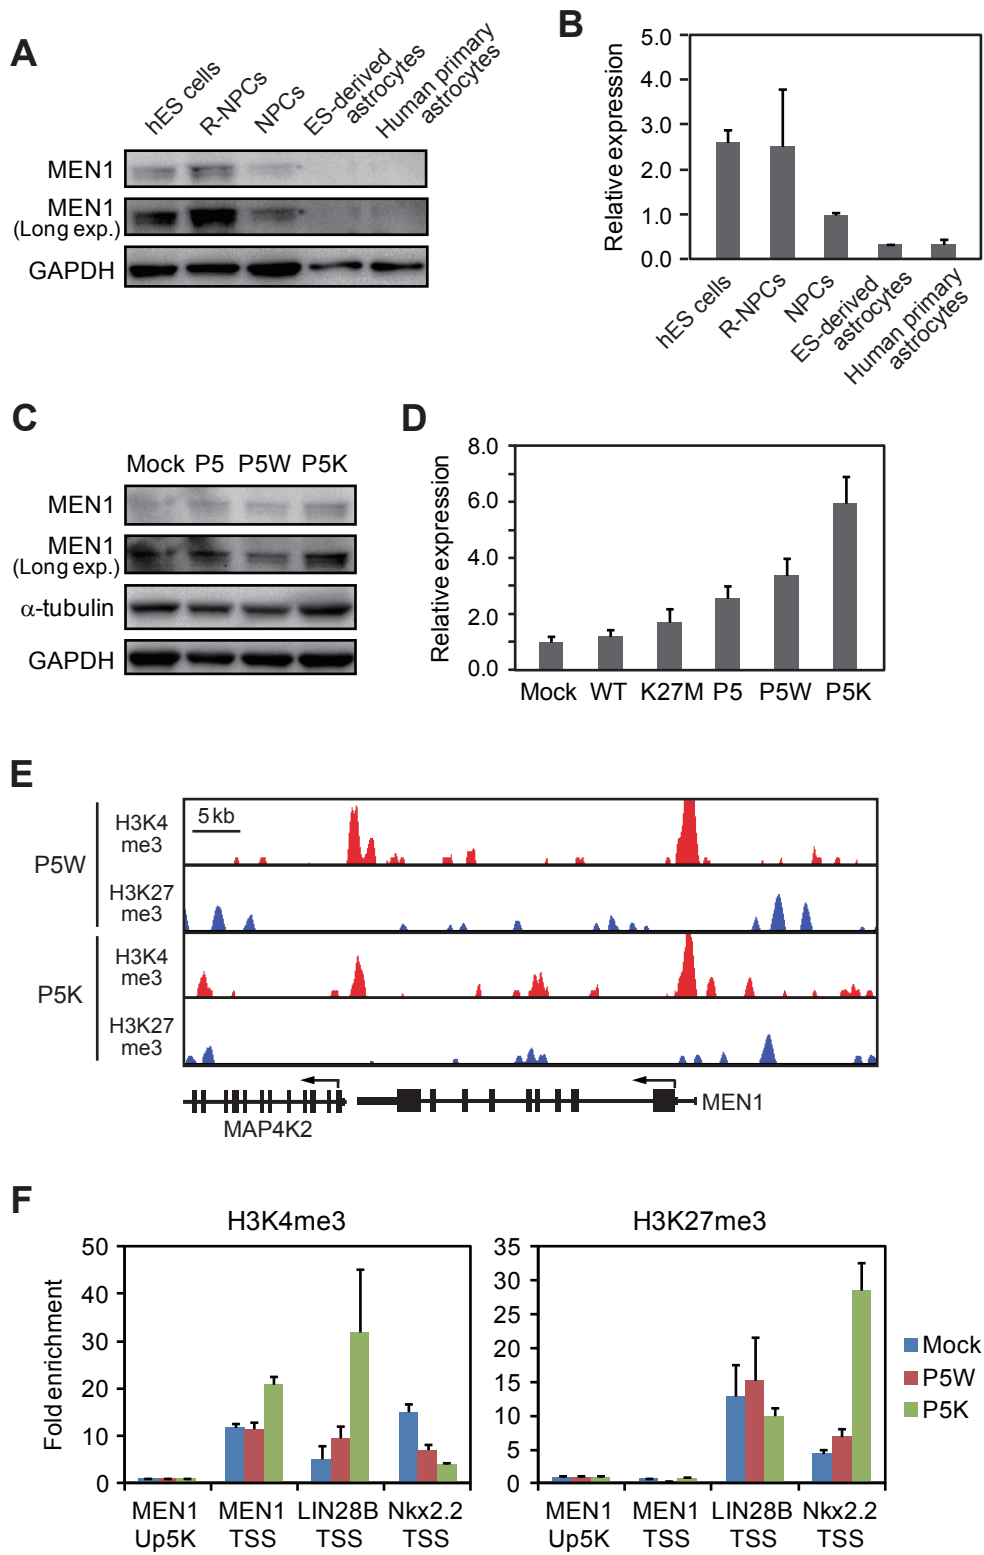 A
hES cells
R-NPCs
NPCs
ES-derived
astrocytes
Human primary
astrocytes
MEN1
MEN1
(Long exp.)
GAPDH
B
Relative expression
5.0
4.0
3.0
2.0
1.0
0.0
hES cells
R-NPCs
NPCs
ES-derived
astrocytes
Human primary
astrocytes
C
Mock P5 P5W P5K
MEN1
MEN1
(Long exp.)
α-tubulin
GAPDH
D
Relative expression
8.0
6.0
4.0
2.0
0.0
Mock WT K27M P5 P5W P5K
E
5 kb
P5W
H3K4
me3
H3K27
me3
P5K
H3K4
me3
H3K27
me3
MEN1
MAP4K2
F
H3K4me3
Fold enrichment
50
40
30
20
10
0
MEN1
Up5K
MEN1
TSS
LIN28B
TSS
Nkx2.2
TSS
H3K27me3
35
30
25
20
15
10
5
0
MEN1
Up5K
MEN1
TSS
LIN28B
TSS
Nkx2.2
TSS
Mock
P5W
P5K